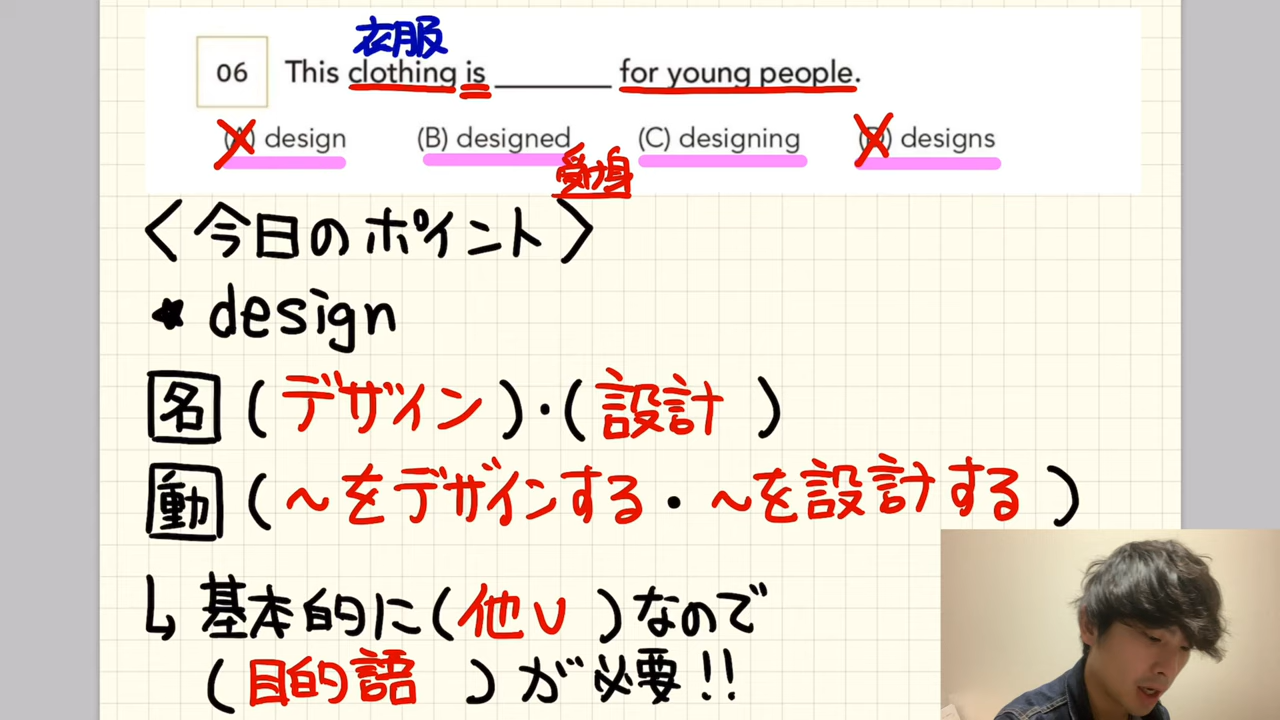 衣服
06 This clothing is ______ for young people.
(A) design (B) designed (C) designing (D) designs
受け身
<今日のポイント>
★ design
名 (デザイン)・(設計)
動 (~をデザインする・~を設計する)
↳ 基本的に(他V)なので
(目的語)が必要!!